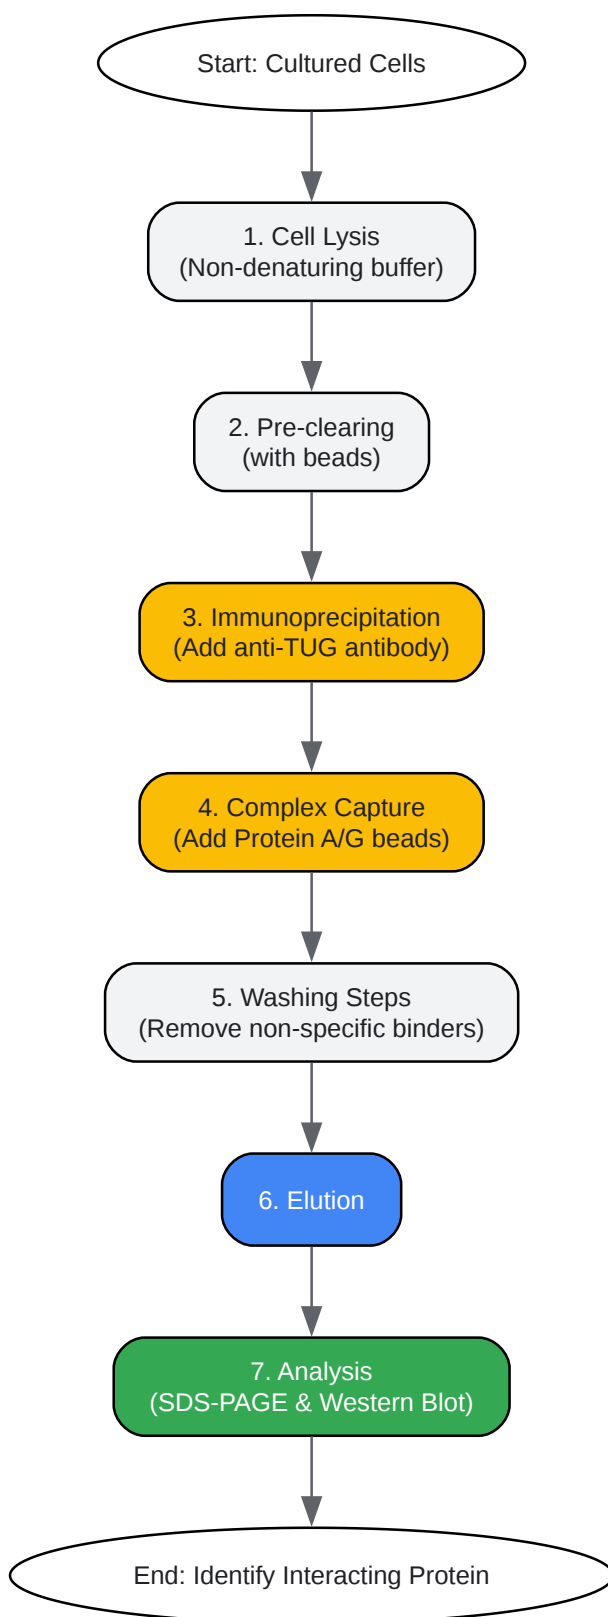 Start: Cultured Cells
1. Cell Lysis
(Non-denaturing buffer)
2. Pre-clearing
(with beads)
3. Immunoprecipitation
(Add anti-TUG antibody)
4. Complex Capture
(Add Protein A/G beads)
5. Washing Steps
(Remove non-specific binders)
6. Elution
7. Analysis
(SDS-PAGE & Western Blot)
End: Identify Interacting Protein